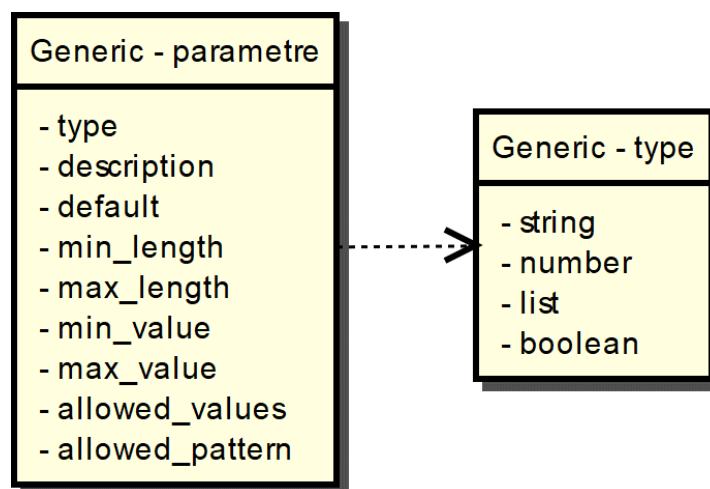 Generic - parametre
- type
- description
- default
- min_length
- max_length
- min_value
- max_value
- allowed_values
- allowed_pattern
Generic - type
- string
- number
- list
- boolean